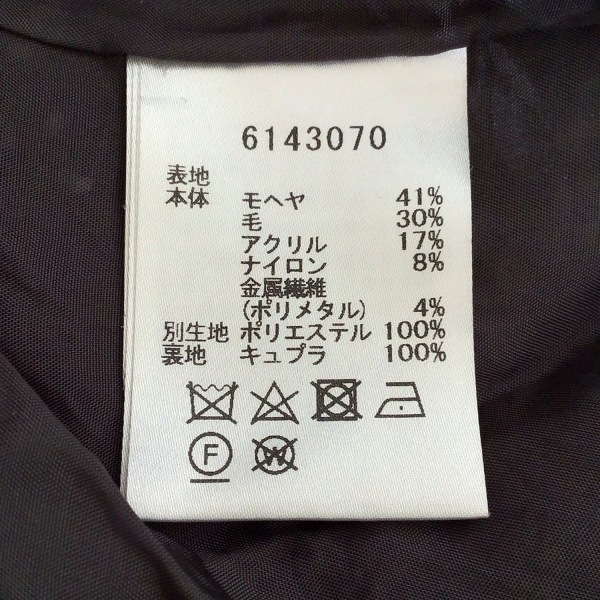 6143070
表地
本体 モヘヤ 41%
毛 30%
アクリル 17%
ナイロン 8%
金属繊維
(ポリメタル) 4%
別生地 ポリエステル 100%
裏地 キュプラ 100%
F W